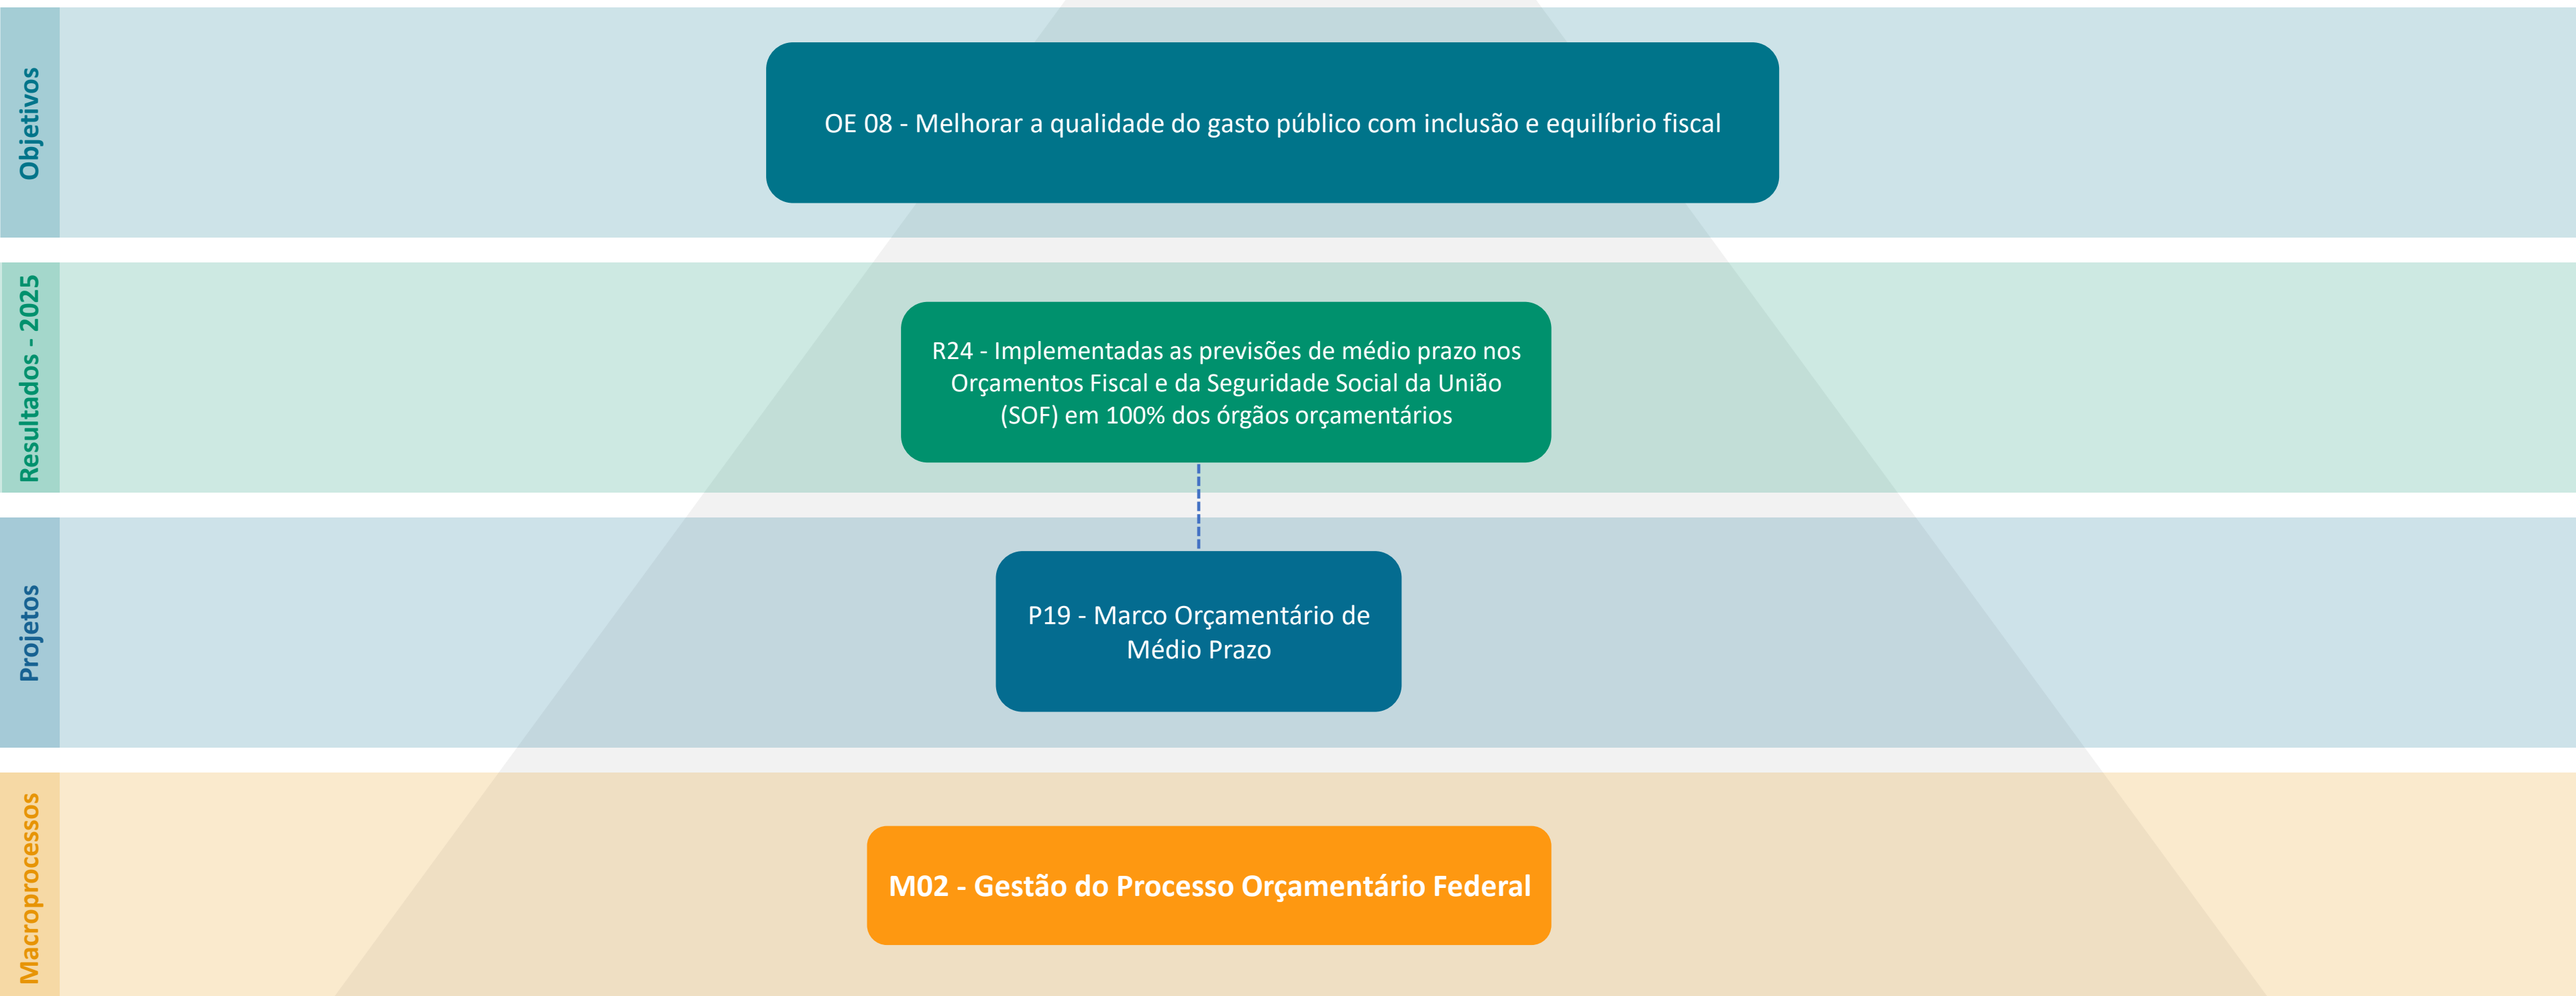 Objetivos
OE 08 - Melhorar a qualidade do gasto público com inclusão e equilíbrio fiscal
Resultados - 2025
R24 - Implementadas as previsões de médio prazo nos
Orçamentos Fiscal e da Seguridade Social da União
(SOF) em 100% dos órgãos orçamentários
Projetos
P19 - Marco Orçamentário de
Médio Prazo
Macroprocessos
M02 - Gestão do Processo Orçamentário Federal